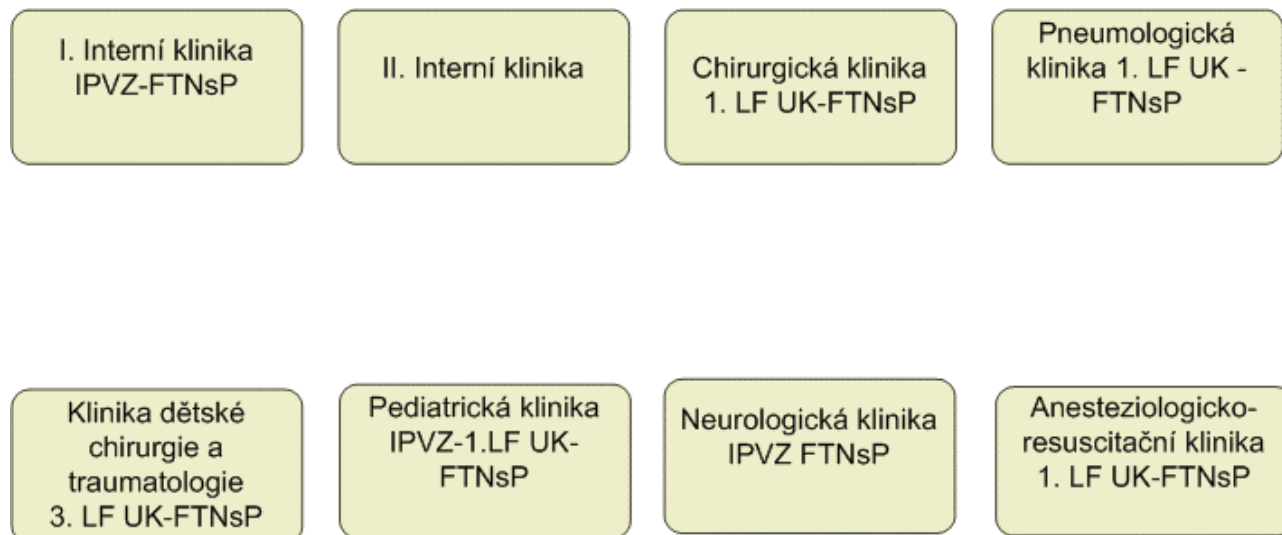 I. Interní klinika
IPVZ-FTNsP
II. Interní klinika
Chirurgická klinika
1. LF UK-FTNsP
Pneumologická
klinika 1. LF UK -
FTNsP
Klinika dětské
chirurgie a
traumatologie
3. LF UK-FTNsP
Pediatrická klinika
IPVZ-1.LF UK-
FTNsP
Neurologická klinika
IPVZ FTNsP
Anesteziologicko-
resuscitační klinika
1. LF UK-FTNsP